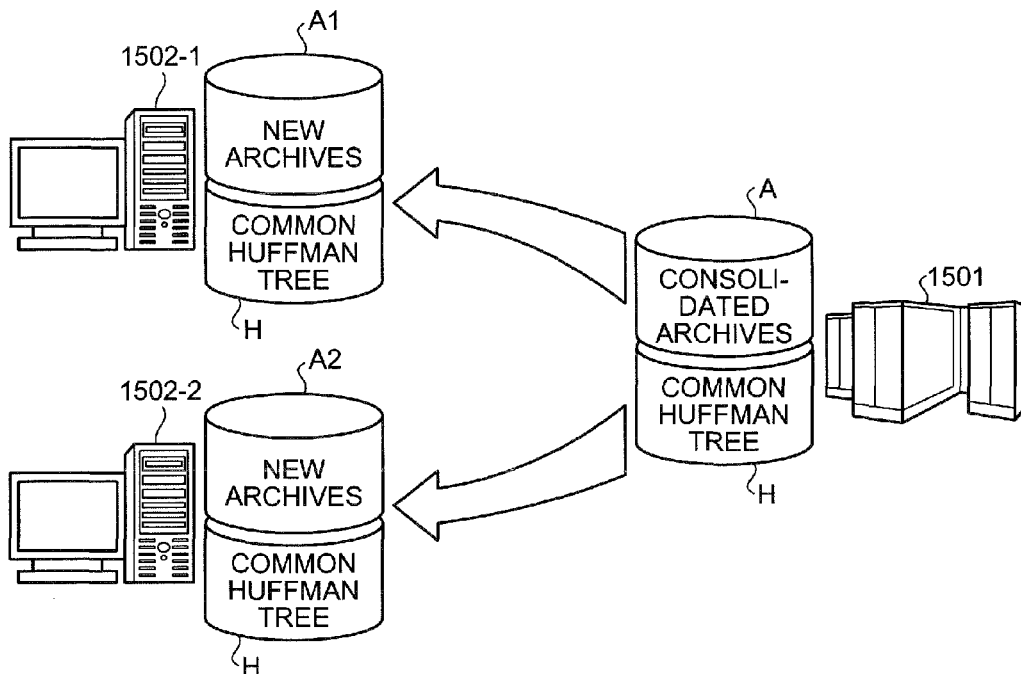 A1
1502-1
NEW
ARCHIVES
COMMON
HUFFMAN
TREE
H
A
CONSOLI-
DATED
ARCHIVES
COMMON
HUFFMAN
TREE
H
1501
A2
1502-2
NEW
ARCHIVES
COMMON
HUFFMAN
TREE
H